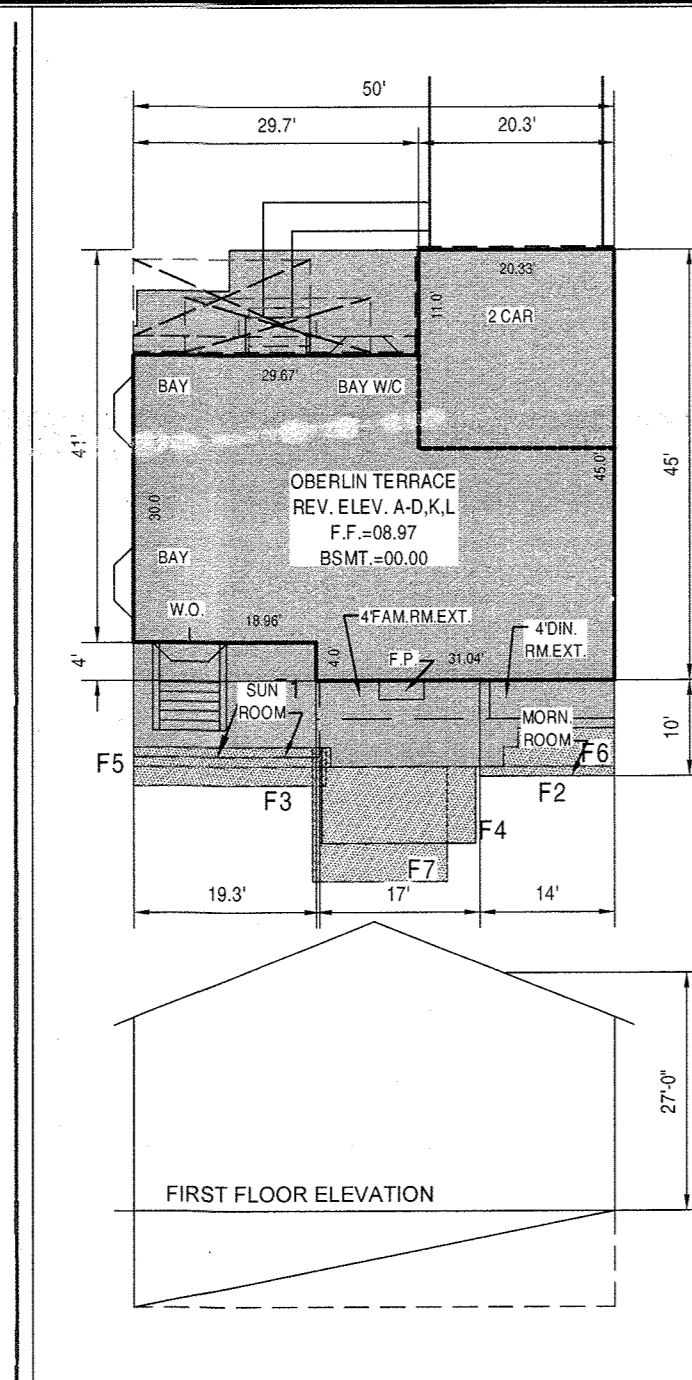 50'
29.7'
20.3'
20.33'
11.0'
2 CAR
41'
BAY
29.67'
BAY W/C
45'
45.0'
30.0
OBERLIN TERRACE
REV. ELEV. A-D,K,L
F.F.=08.97
BSMT.=00.00
BAY
W.O.
18.96'
4'FAM.RM.EXT.
4'DIN.
RM.EXT.
4'
4.0
F.P.
31.04'
SUN
ROOM
MORN.
ROOM
10'
F5
F6
F3
F2
F4
F7
19.3'
17'
14'
27'-0"
FIRST FLOOR ELEVATION